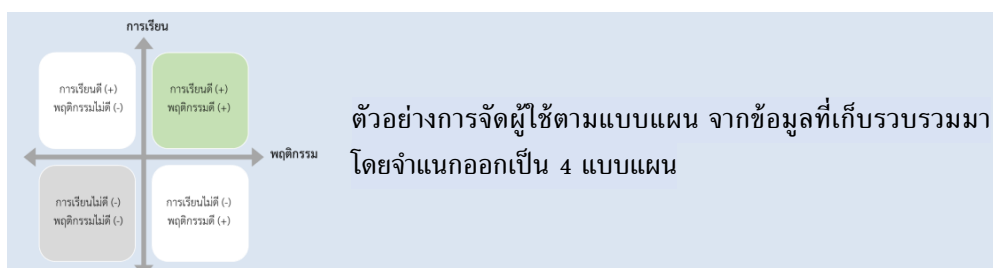 การเรียน
การเรียนดี (+)
พฤติกรรมไม่ดี (-)
การเรียนดี (+)
พฤติกรรมดี (+)
พฤติกรรม
การเรียนไม่ดี (-)
พฤติกรรมไม่ดี (-)
การเรียนไม่ดี (-)
พฤติกรรมดี (+)
ตัวอย่างการจัดผู้ใช้ตามแบบแผน จากข้อมูลที่เก็บรวบรวมมา
โดยจำแนกออกเป็น 4 แบบแผน